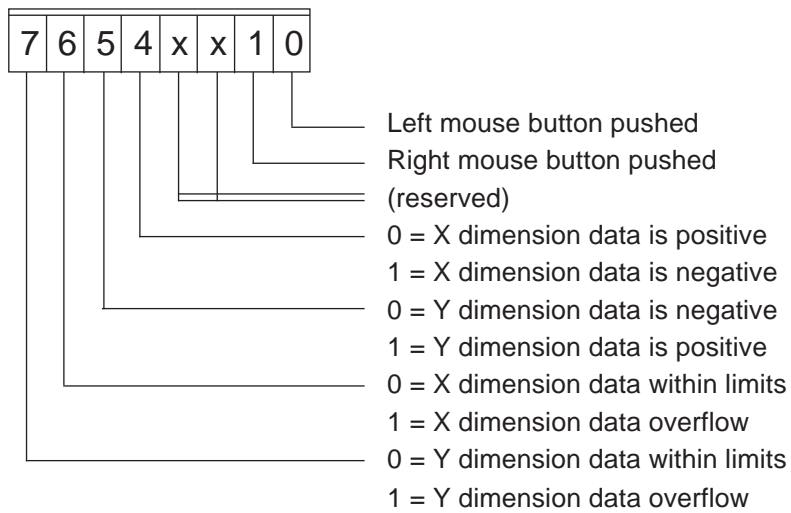 7 6 5 4 x x 1 0
Left mouse button pushed
Right mouse button pushed
(reserved)
0 = X dimension data is positive
1 = X dimension data is negative
0 = Y dimension data is negative
1 = Y dimension data is positive
0 = X dimension data within limits
1 = X dimension data overflow
0 = Y dimension data within limits
1 = Y dimension data overflow